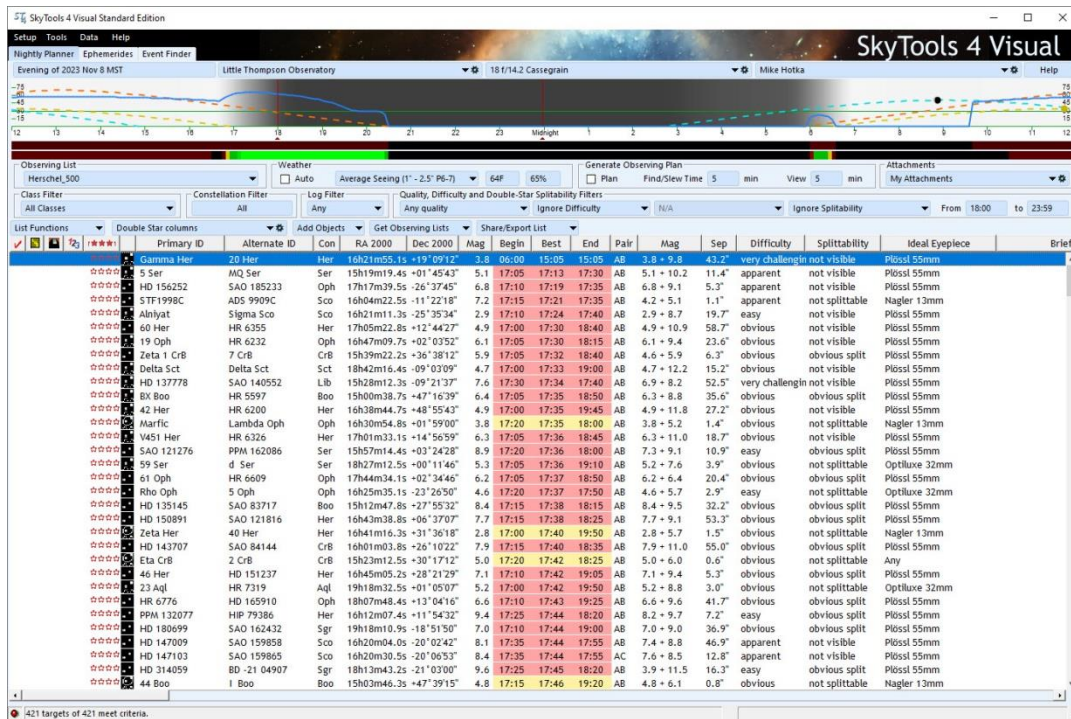 SkyTools 4 Visual Standard Edition
Setup Tools Data Help
SkyTools 4 Visual
Nightly Planner Ephemerides Event Finder
Evening of 2023 Nov 8 MST Little Thompson Observatory 18 f/14.2 Cassegrain Mike Hotka Help
12 13 14 15 16 17 18 19 20 21 22 23 Midnight 1 2 3 4 5 6 7 8 9 10 11 12
Observing List Weather Generate Observing Plan Attachments
Herschel_500 Auto Average Seeing (1" - 2.5" P6-7) 64F 65% Plan Find/Slew Time 5 min View 5 min My Attachments
Class Filter Constellation Filter Log Filter Quality, Difficulty and Double-Star Splitability Filters
All Classes All Any Any quality Ignore Difficulty N/A Ignore Splitability From 18:00 to 23:59
List Functions Double Star columns Add Objects Get Observing Lists Share/Export List
Primary ID Alternate ID Con RA 2000 Dec 2000 Mag Begin Best End Pair Mag Sep Difficulty Splittability Ideal Eyepiece Brief
Gamma Her 20 Her Her 16h21m55.1s +19°09'12" 3.8 06:00 15:05 15:05 AB 3.8 + 9.8 43.2" very challengin not visible Plössl 55mm
5 Ser MQ Ser Ser 15h19m19.4s +01°45'43" 5.1 17:05 17:13 17:30 AB 5.1 + 10.2 11.4" apparent not visible Plössl 55mm
HD 156252 SAO 185233 Oph 17h17m39.5s -26°37'45" 6.8 17:10 17:19 17:35 AB 6.8 + 9.1 5.3" apparent not visible Plössl 55mm
STF1998C ADS 9909C Sco 16h04m22.5s -11°22'18" 7.2 17:15 17:21 17:35 AC 4.2 + 5.1 1.1" apparent not splittable Nagler 13mm
Alniyat Sigma Sco Sco 16h21m11.3s -25°35'34" 2.9 17:10 17:24 17:40 AB 2.9 + 8.7 19.7" easy not visible Plössl 55mm
60 Her HR 6355 Her 17h05m22.8s +12°44'27" 4.9 17:00 17:30 18:40 AB 4.9 + 10.9 58.7" obvious not visible Plössl 55mm
19 Oph HR 6232 Oph 16h47m09.7s +02°03'52" 6.1 17:05 17:30 18:15 AB 6.1 + 9.4 23.6" obvious not visible Plössl 55mm
Zeta 1 CrB 7 CrB CrB 15h39m22.2s +36°38'12" 5.9 17:05 17:32 18:40 AB 4.6 + 5.9 6.3" obvious obvious split Plössl 55mm
Delta Sct Delta Sct Sct 18h42m16.4s -09°03'09" 4.7 17:00 17:33 19:00 AC 4.7 + 12.2 15.2" obvious not visible Plössl 55mm
HD 137778 SAO 140552 Lib 15h28m12.3s -09°21'37" 7.6 17:30 17:34 17:40 AB 6.9 + 8.2 52.5" very challengin not visible Plössl 55mm
BX Boo HR 5597 Boo 15h00m38.7s +47°16'39" 6.4 17:05 17:35 18:50 AB 6.3 + 8.8 35.6" obvious obvious split Plössl 55mm
42 Her HR 6200 Her 16h38m44.7s +48°55'43" 4.9 17:00 17:35 19:45 AB 4.9 + 11.8 27.2" obvious not visible Plössl 55mm
Marfic Lambda Oph Oph 16h30m54.8s +01°59'00" 3.8 17:20 17:35 18:00 AB 3.8 + 5.2 1.4" obvious not splittable Nagler 13mm
V451 Her HR 6326 Her 17h01m33.1s +14°56'59" 6.3 17:05 17:36 18:45 AB 6.3 + 11.0 18.7" obvious not visible Plössl 55mm
SAO 121276 PPM 162086 Ser 15h57m14.4s +03°24'28" 8.9 17:20 17:36 18:00 AC 7.3 + 9.1 10.9" easy obvious split Plössl 55mm
59 Ser d Ser Ser 18h27m12.5s +00°11'46" 5.3 17:05 17:36 19:10 AB 5.2 + 7.6 3.9" obvious not splittable Optiluxe 32mm
61 Oph HR 6609 Oph 17h44m34.1s +02°34'46" 6.2 17:05 17:37 18:50 AB 6.2 + 6.4 20.4" obvious obvious split Plössl 55mm
Rho Oph 5 Oph Oph 16h25m35.1s -23°26'50" 4.6 17:20 17:37 17:50 AB 4.6 + 5.7 2.9" easy not splittable Optiluxe 32mm
HD 135145 SAO 83717 Boo 15h12m47.8s +27°55'32" 8.4 17:15 17:38 18:15 AB 8.4 + 9.5 32.2" obvious obvious split Plössl 55mm
HD 150891 SAO 121816 Her 16h43m38.8s +06°37'07" 7.7 17:15 17:38 18:25 AC 7.7 + 9.1 53.3" obvious obvious split Plössl 55mm
Zeta Her 40 Her Her 16h41m16.3s +31°36'18" 2.8 17:00 17:40 19:50 AB 2.8 + 5.7 1.5" obvious not splittable Nagler 13mm
HD 143707 SAO 84144 CrB 16h01m03.8s +26°10'22" 7.9 17:15 17:40 18:35 AC 7.9 + 11.0 55.0" obvious obvious split Plössl 55mm
Eta CrB 2 CrB CrB 15h23m12.5s +30°17'12" 5.0 17:20 17:42 18:25 AB 5.0 + 6.0 0.6" obvious not splittable Any
46 Her HD 151237 Her 16h45m05.2s +28°21'29" 7.1 17:10 17:42 19:05 AB 7.1 + 9.4 5.3" obvious obvious split Plössl 55mm
23 Aql HR 7319 Aql 19h18m32.5s +01°05'07" 5.2 17:00 17:42 19:50 AB 5.2 + 8.8 3.0" obvious not splittable Optiluxe 32mm
HR 6776 HD 165910 Oph 18h07m48.4s +13°04'16" 6.6 17:10 17:43 19:25 AC 6.6 + 9.6 41.7" obvious obvious split Plössl 55mm
PPM 132077 HIP 79386 Her 16h12m07.4s +11°54'32" 9.4 17:25 17:44 18:20 AB 8.2 + 9.7 7.2" easy obvious split Plössl 55mm
HD 180699 SAO 162432 Sgr 19h18m10.9s -18°51'50" 7.0 17:10 17:44 19:00 AB 7.0 + 9.0 36.9" obvious obvious split Plössl 55mm
HD 147009 SAO 159858 Sco 16h20m04.0s -20°02'42" 8.1 17:35 17:44 17:55 AB 7.4 + 8.8 46.9" apparent not visible Plössl 55mm
HD 147103 SAO 159865 Sco 16h20m30.5s -20°06'53" 8.4 17:35 17:44 17:55 AC 7.6 + 8.5 12.8" apparent not visible Plössl 55mm
HD 314059 BD -21 04907 Sgr 18h13m43.2s -21°03'00" 9.6 17:25 17:45 18:20 AB 3.9 + 11.5 16.3" easy obvious split Plössl 55mm
44 Boo I Boo Boo 15h03m46.3s +47°39'15" 4.8 17:15 17:46 19:20 AB 4.8 + 6.1 0.8" obvious not splittable Nagler 13mm
421 targets of 421 meet criteria.